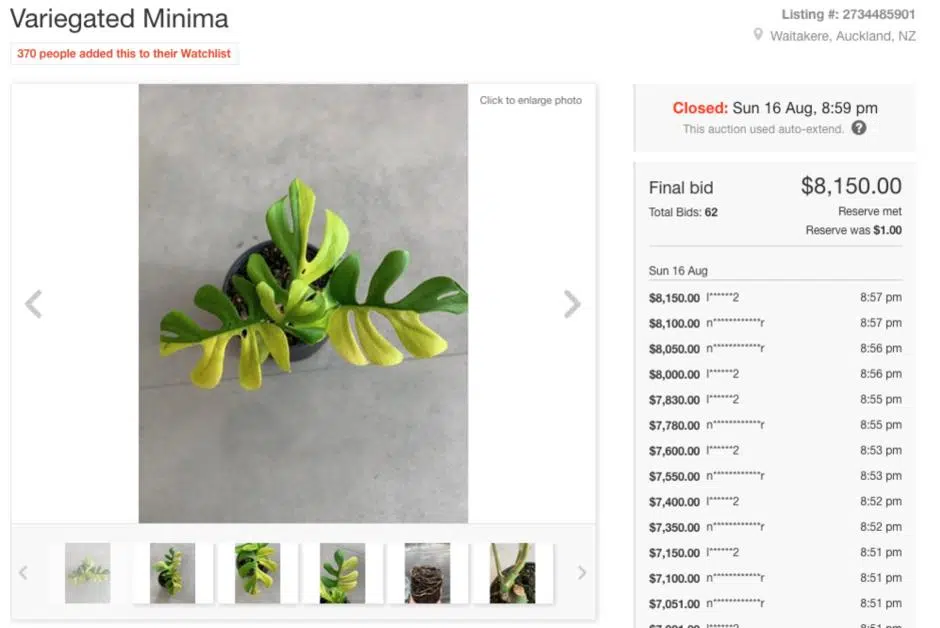 Variegated Minima
Listing #: 2734485901
Waitakere, Auckland, NZ
370 people added this to their Watchlist
Click to enlarge photo
Closed: Sun 16 Aug, 8:59 pm
This auction used auto-extend. ?
Final bid $8,150.00
Total Bids: 62 Reserve met
Reserve was $1.00
Sun 16 Aug
$8,150.00 l******2 8:57 pm
$8,100.00 n************r 8:57 pm
$8,050.00 n************r 8:56 pm
$8,000.00 l******2 8:56 pm
$7,830.00 l******2 8:55 pm
$7,780.00 n************r 8:55 pm
$7,600.00 l******2 8:53 pm
$7,550.00 n************r 8:53 pm
$7,400.00 l******2 8:52 pm
$7,350.00 n************r 8:52 pm
$7,150.00 l******2 8:51 pm
$7,100.00 n************r 8:51 pm
$7,051.00 n************r 8:51 pm